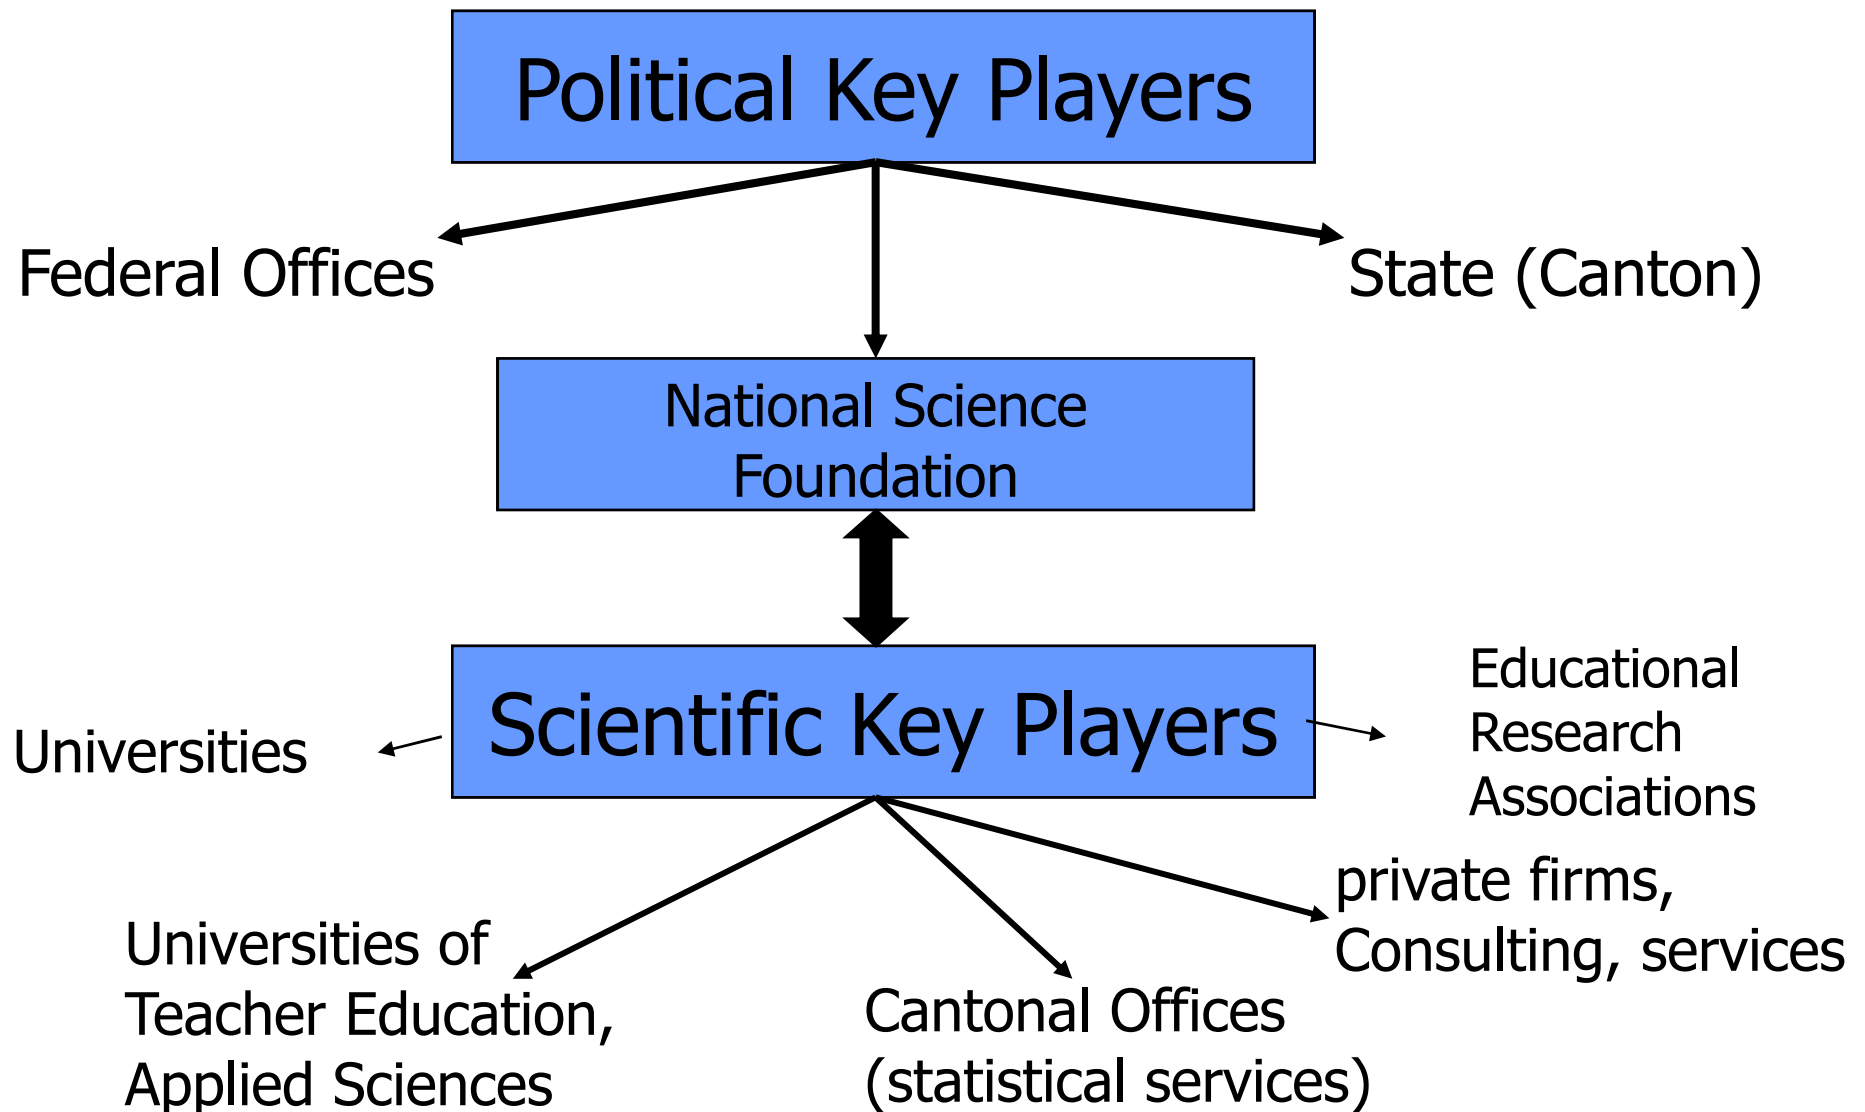 Political Key Players
Federal Offices
State (Canton)
National Science
Foundation
Scientific Key Players
Universities
Educational
Research
Associations
private firms,
Consulting, services
Universities of
Teacher Education,
Applied Sciences
Cantonal Offices
(statistical services)